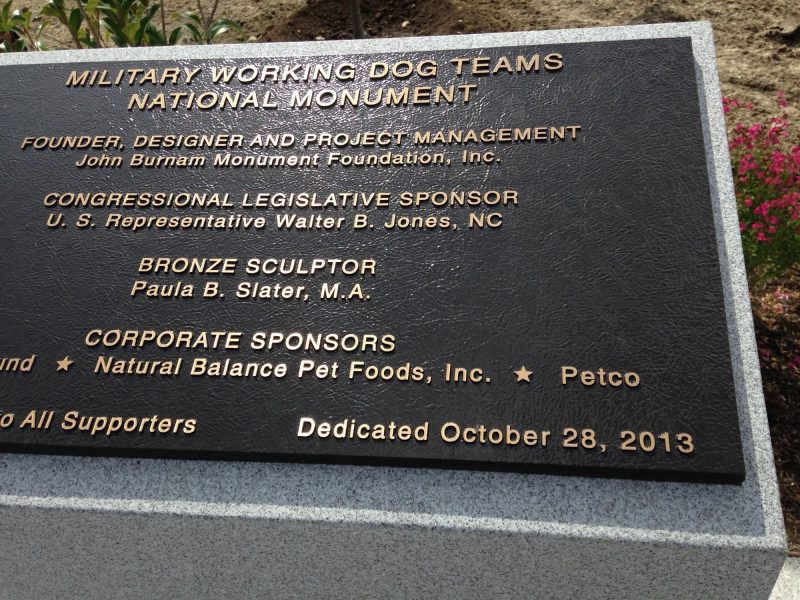 MILITARY WORKING DOG TEAMS
NATIONAL MONUMENT
FOUNDER, DESIGNER AND PROJECT MANAGEMENT
John Burnam Monument Foundation, Inc.
CONGRESSIONAL LEGISLATIVE SPONSOR
U. S. Representative Walter B. Jones, NC
BRONZE SCULPTOR
Paula B. Slater, M.A.
CORPORATE SPONSORS
★ Natural Balance Pet Foods, Inc. ★ Petco
All Supporters Dedicated October 28, 2013